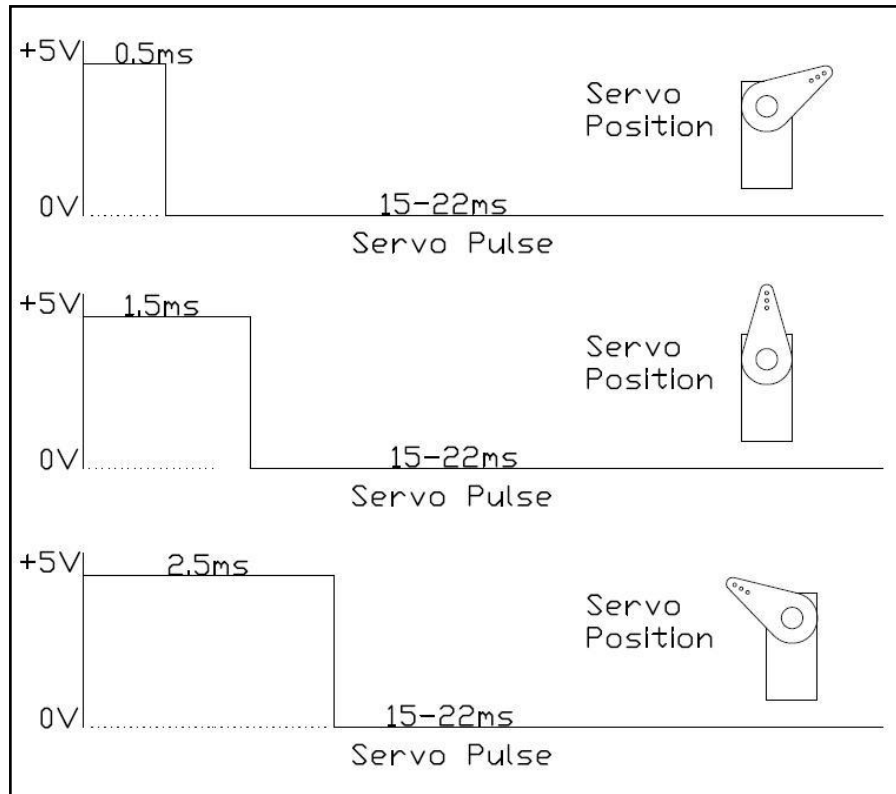 +5V 0.5ms
Servo
Position
0V 15-22ms
Servo Pulse
+5V 1.5ms
Servo
Position
0V 15-22ms
Servo Pulse
+5V 2.5ms
Servo
Position
0V 15-22ms
Servo Pulse